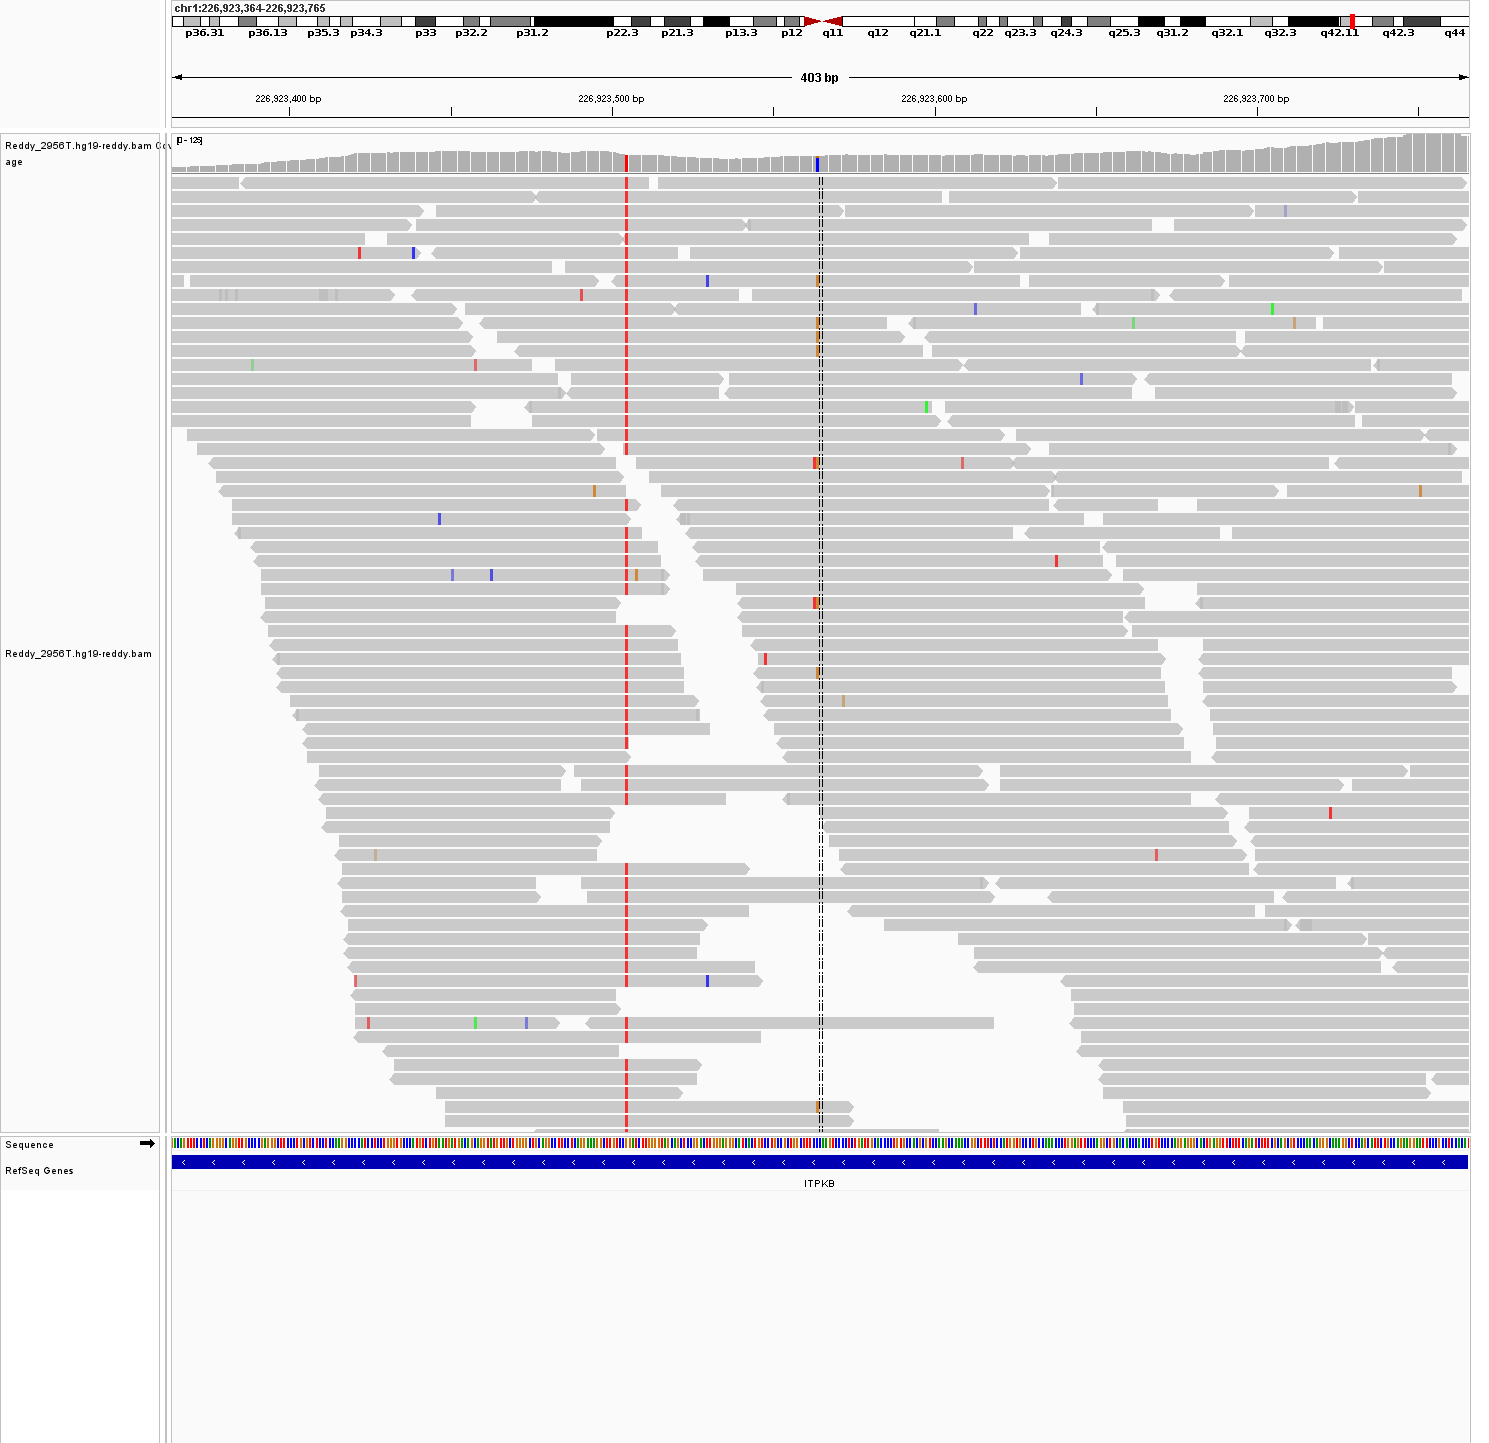 chr1:226,923,364-226,923,765
p36.31 p36.13 p35.3 p34.3 p33 p32.2 p31.2 p22.3 p21.3 p13.3 p12 q11 q12 q21.1 q22 q23.3 q24.3 q25.3 q31.2 q32.1 q32.3 q42.11 q42.3 q44
403 bp
226,923,400 bp 226,923,500 bp 226,923,600 bp 226,923,700 bp
Reddy_2956T.hg19-reddy.bam Cov
age
[0 - 125]
Reddy_2956T.hg19-reddy.bam
Sequence
RefSeq Genes
ITPKB